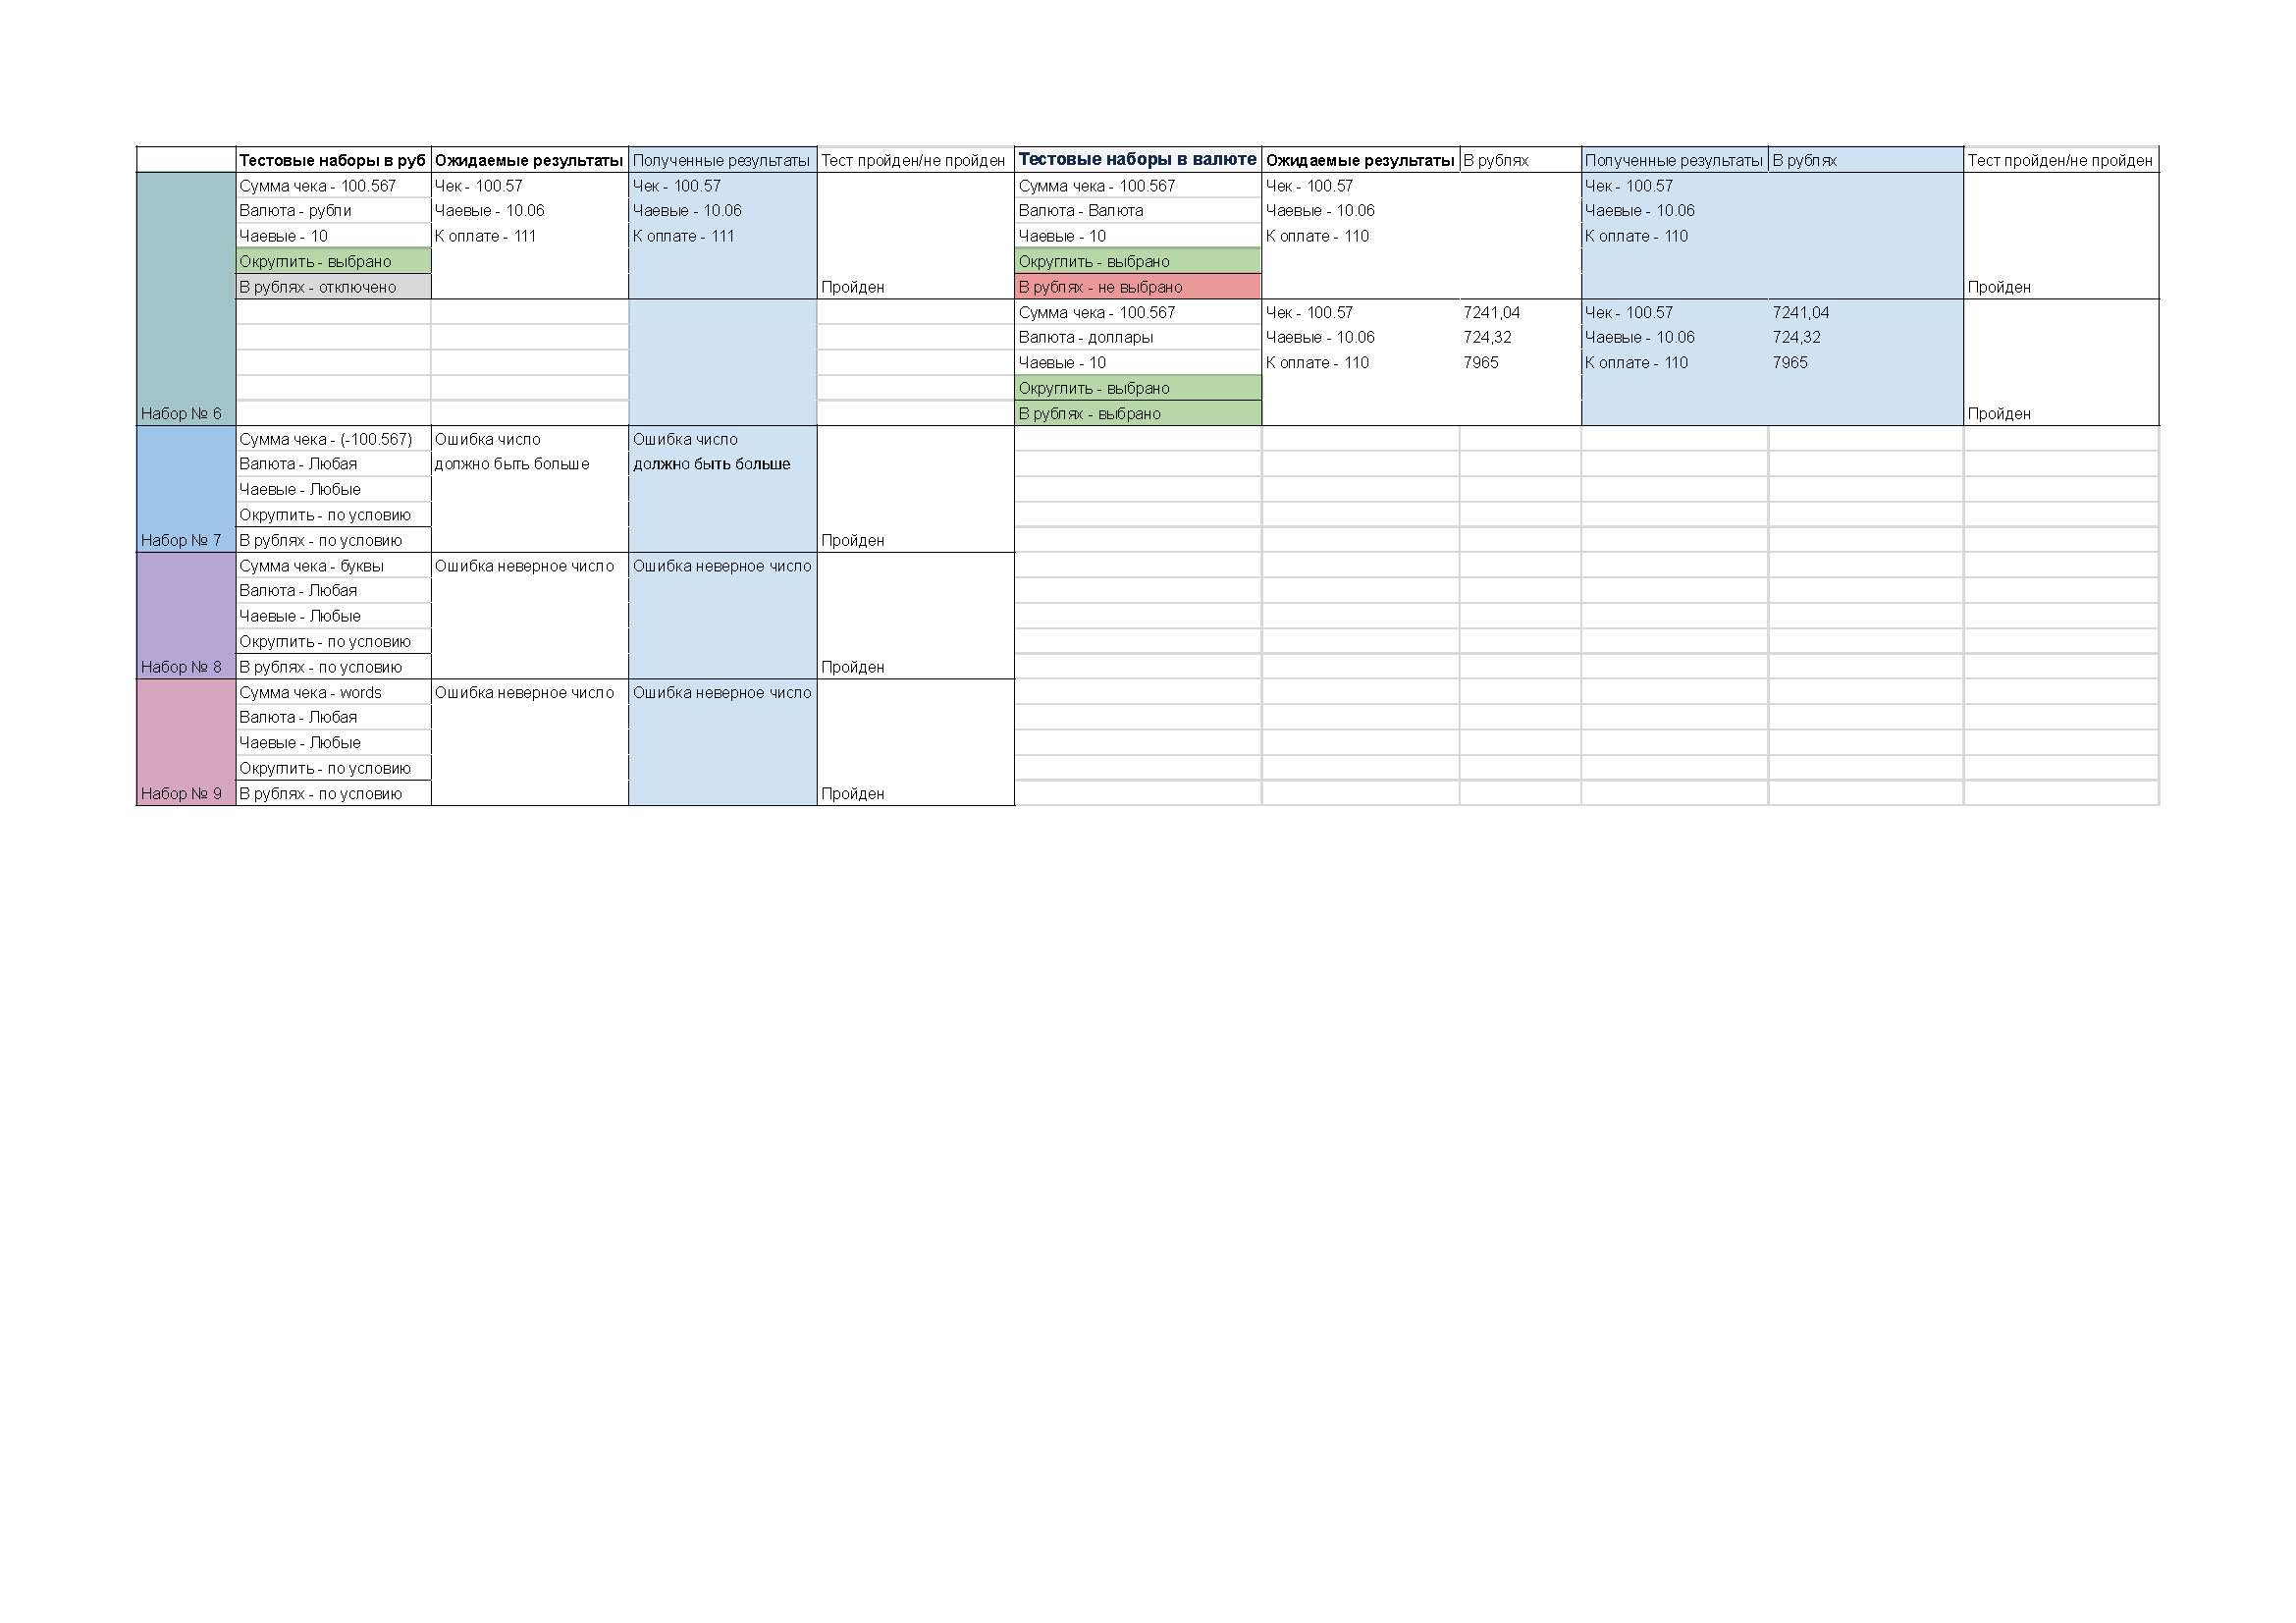 Тестовые наборы в руб Ожидаемые результаты Полученные результаты Тест пройден/не пройден Тестовые наборы в валюте Ожидаемые результаты В рублях Полученные результаты В рублях Тест пройден/не пройден
Сумма чека - 100.567 Чек - 100.57 Чек - 100.57 Сумма чека - 100.567 Чек - 100.57 Чек - 100.57
Валюта - рубли Чаевые - 10.06 Чаевые - 10.06 Валюта - Валюта Чаевые - 10.06 Чаевые - 10.06
Чаевые - 10 К оплате - 111 К оплате - 111 Чаевые - 10 К оплате - 110 К оплате - 110
Округлить - выбрано Округлить - выбрано
В рублях - отключено Пройден В рублях - не выбрано Пройден
Сумма чека - 100.567 Чек - 100.57 7241,04 Чек - 100.57 7241,04
Валюта - доллары Чаевые - 10.06 724,32 Чаевые - 10.06 724,32
Чаевые - 10 К оплате - 110 7965 К оплате - 110 7965
Округлить - выбрано
Набор № 6 В рублях - выбрано Пройден
Сумма чека - (-100.567) Ошибка число Ошибка число
Валюта - Любая должно быть больше должно быть больше
Чаевые - Любые
Округлить - по условию
Набор № 7 В рублях - по условию Пройден
Сумма чека - буквы Ошибка неверное число Ошибка неверное число
Валюта - Любая
Чаевые - Любые
Округлить - по условию
Набор № 8 В рублях - по условию Пройден
Сумма чека - words Ошибка неверное число Ошибка неверное число
Валюта - Любая
Чаевые - Любые
Округлить - по условию
Набор № 9 В рублях - по условию Пройден